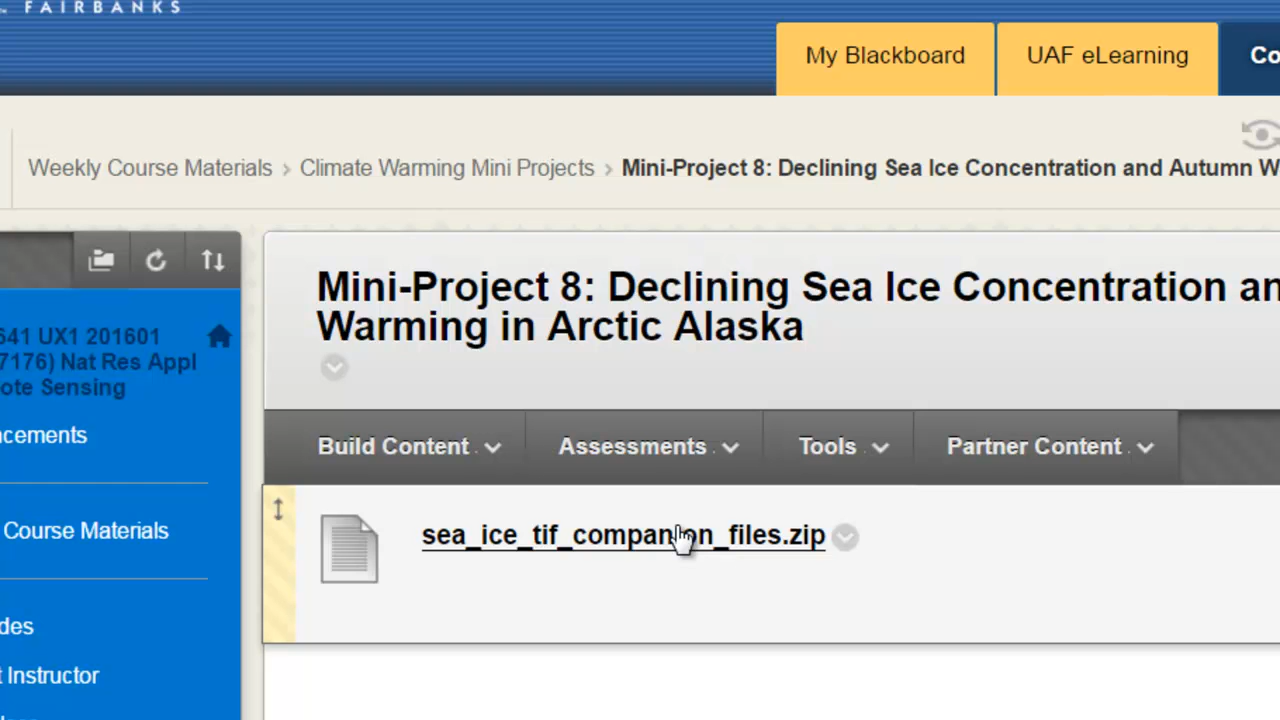 FAIRBANKS
My Blackboard
UAF eLearning
Co
Weekly Course Materials > Climate Warming Mini Projects > Mini-Project 8: Declining Sea Ice Concentration and Autumn W
Mini-Project 8: Declining Sea Ice Concentration an
Warming in Arctic Alaska
641 UX1 201601
7176) Nat Res Appl
ote Sensing
ncements
Course Materials
des
t Instructor
Build Content
Assessments
Tools
Partner Content
sea_ice_tif_companion_files.zip